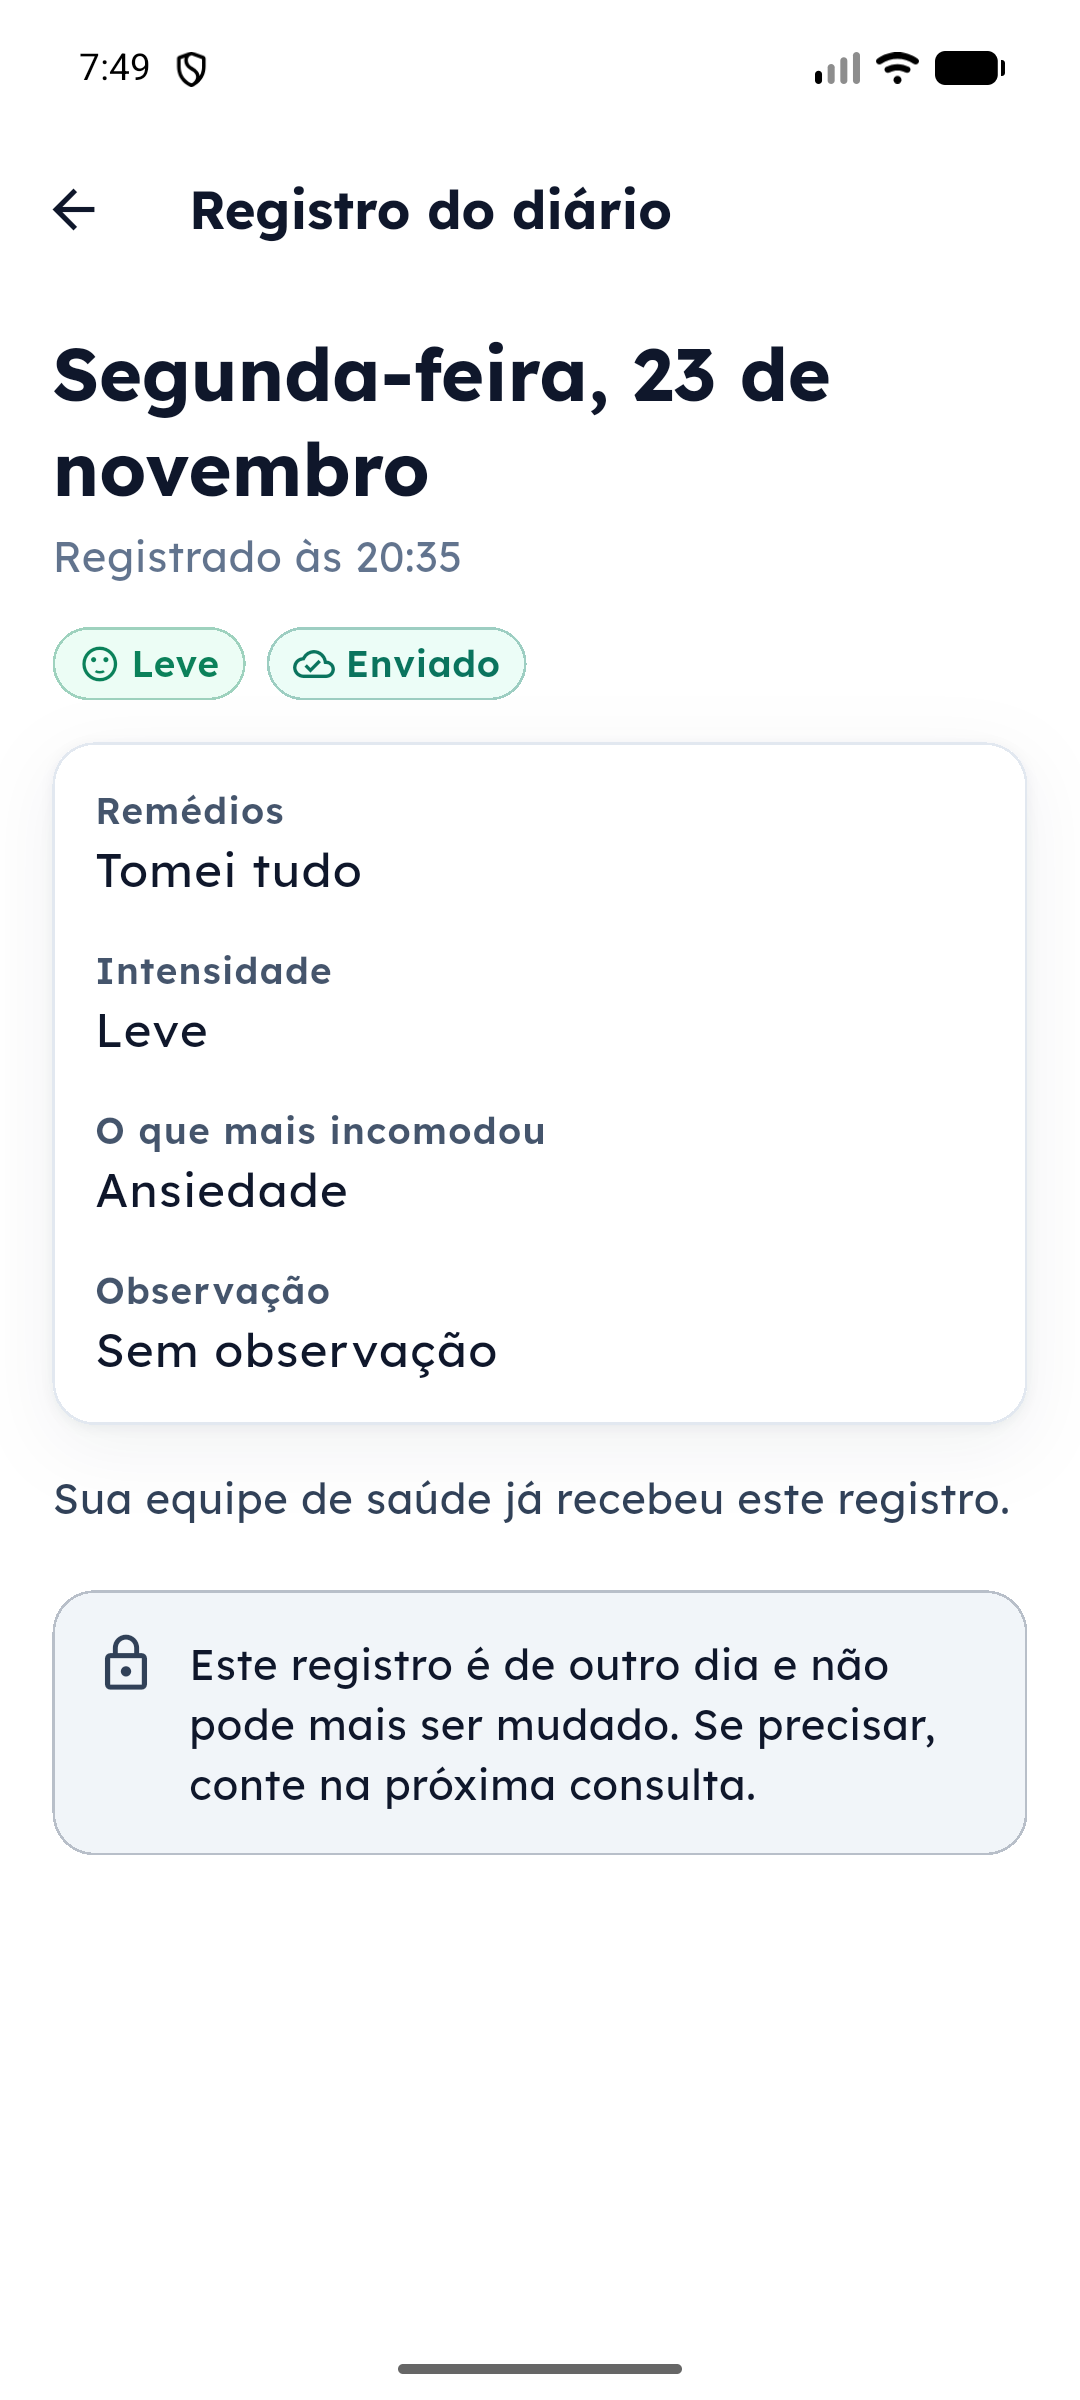 7:49
Registro do diário
Segunda-feira, 23 de
novembro
Registrado às 20:35
Leve
Enviado
Remédios
Tomei tudo
Intensidade
Leve
O que mais incomodou
Ansiedade
Observação
Sem observação
Sua equipe de saúde já recebeu este registro.
Este registro é de outro dia e não
pode mais ser mudado. Se precisar,
conte na próxima consulta.